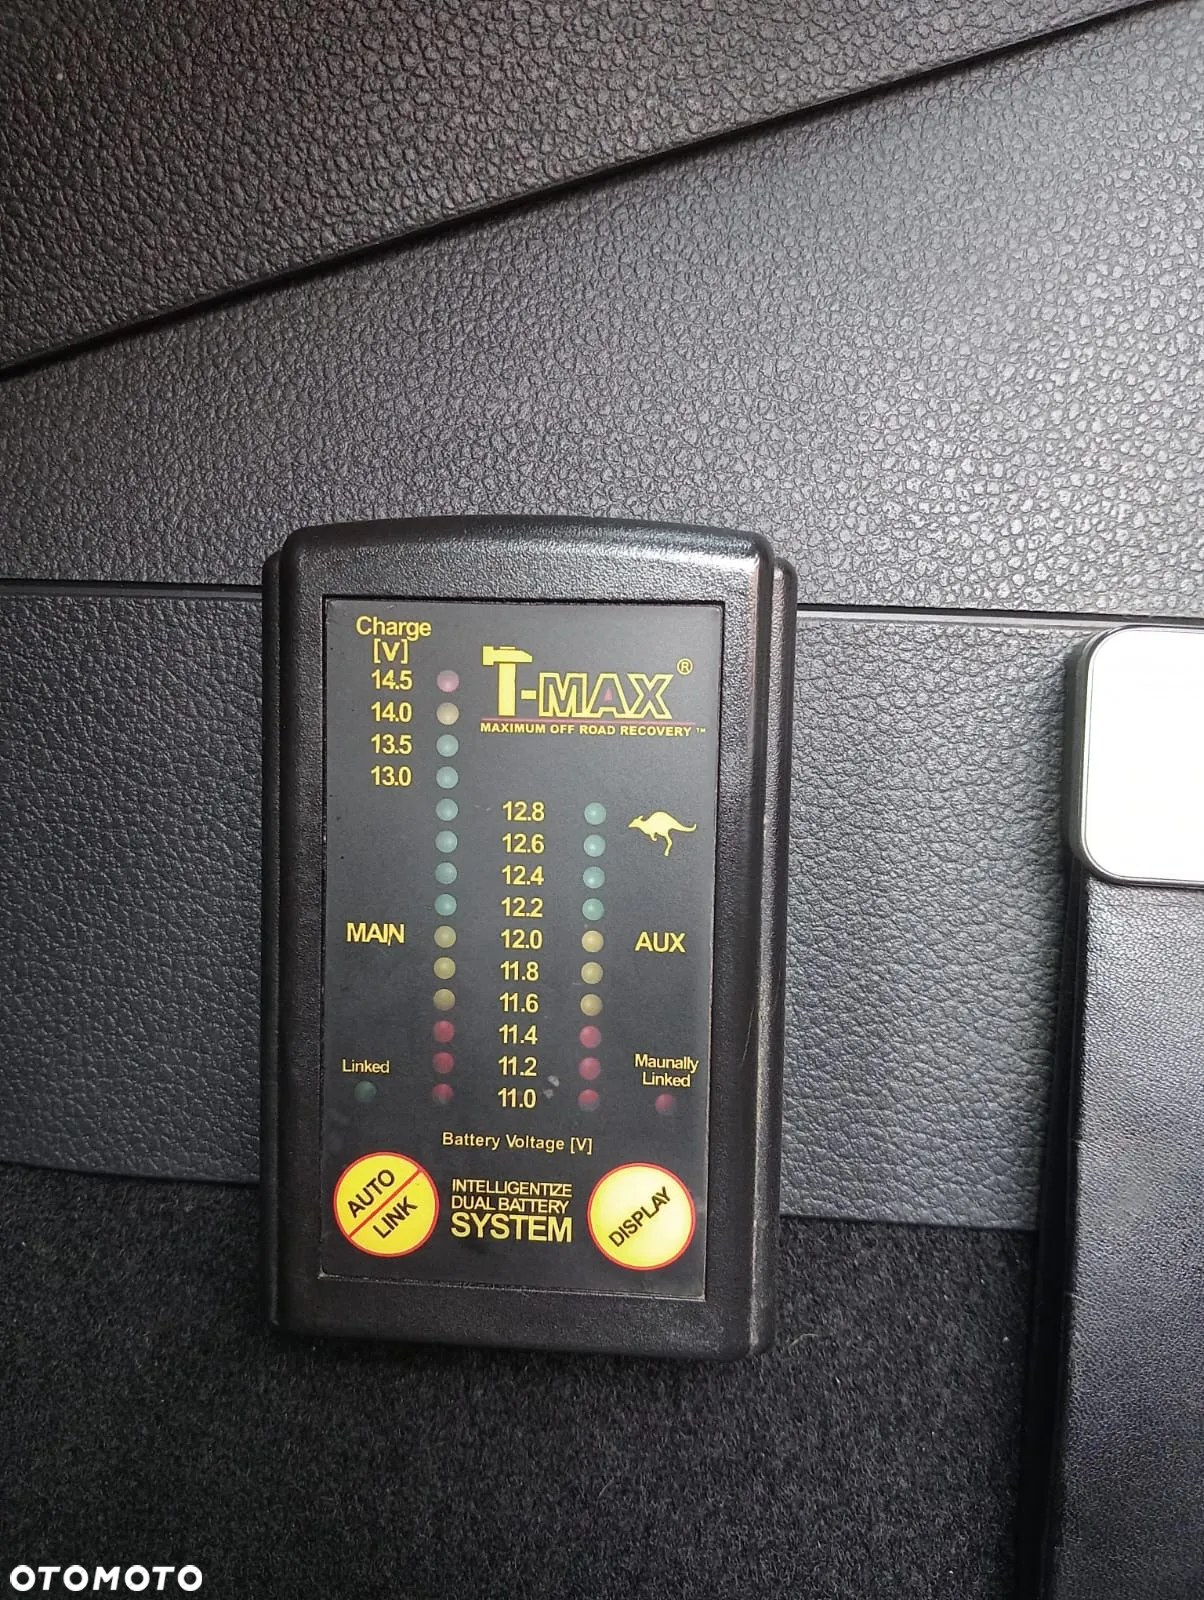 Charge
[V]
14.5
14.0
13.5
13.0
T-MAX®
MAXIMUM OFF ROAD RECOVERY ™
12.8
12.6
12.4
12.2
12.0
11.8
11.6
11.4
11.2
11.0
MAIN
AUX
Linked
Maunally
Linked
Battery Voltage [V]
AUTO
LINK
INTELLIGENTIZE
DUAL BATTERY
SYSTEM
DISPLAY
OTOMOTO